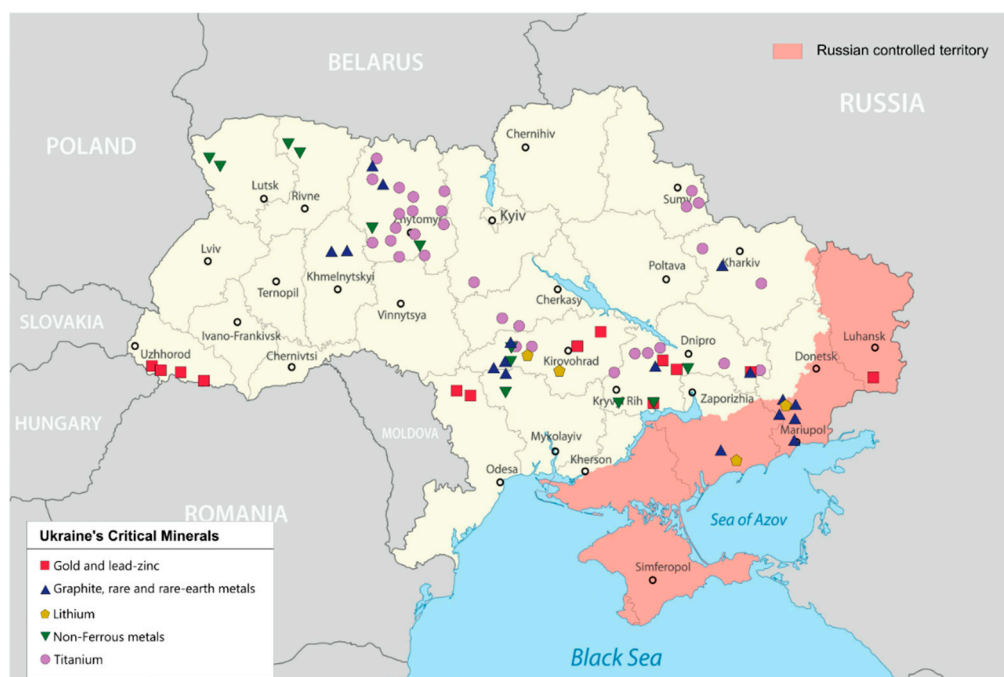 BELARUS
Russian controlled territory
RUSSIA
POLAND
Chernihiv
Lutsk
Rivne
Sumy
Kyiv
Zhytomyr
Lviv
Khmelnytskyi
Poltava
Kharkiv
Ternopil
Cherkasy
Vinnytsya
SLOVAKIA
Ivano-Frankivsk
Uzhhorod
Chernivtsi
Kirovohrad
Dnipro
Luhansk
Donetsk
HUNGARY
MOLDOVA
Kryvyi Rih
Zaporizhia
Mykolayiv
Mariupol
Kherson
Odesa
ROMANIA
Sea of Azov
Simferopol
Black Sea
Ukraine's Critical Minerals
Gold and lead-zinc
Graphite, rare and rare-earth metals
Lithium
Non-Ferrous metals
Titanium